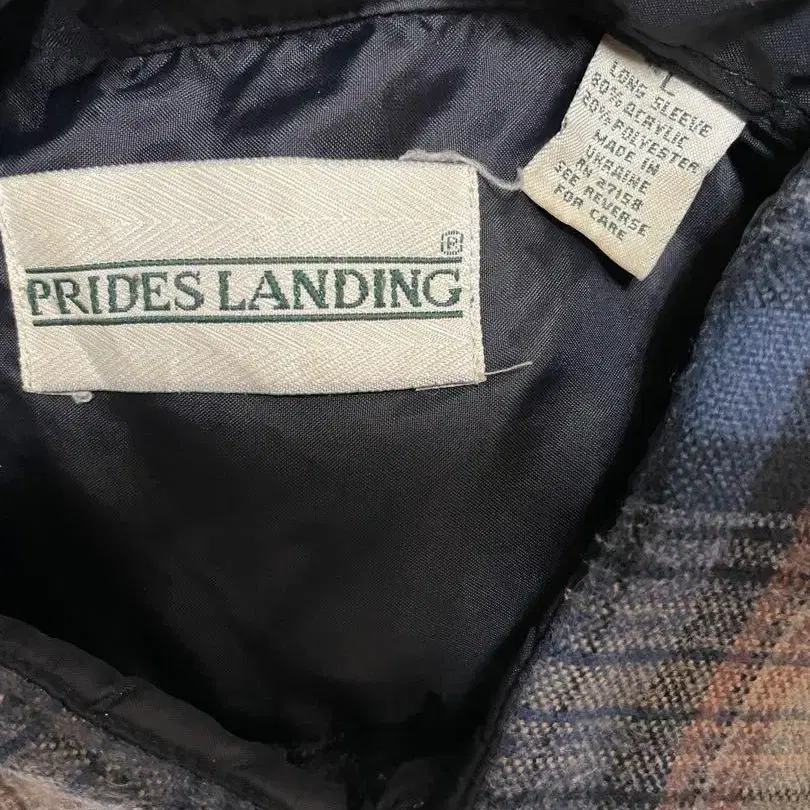 PRIDES LANDING ®
L
LONG SLEEVE
80% ACRYLIC
20% POLYESTER
MADE IN
UKRAINE
RN 27158
SEE REVERSE
FOR CARE